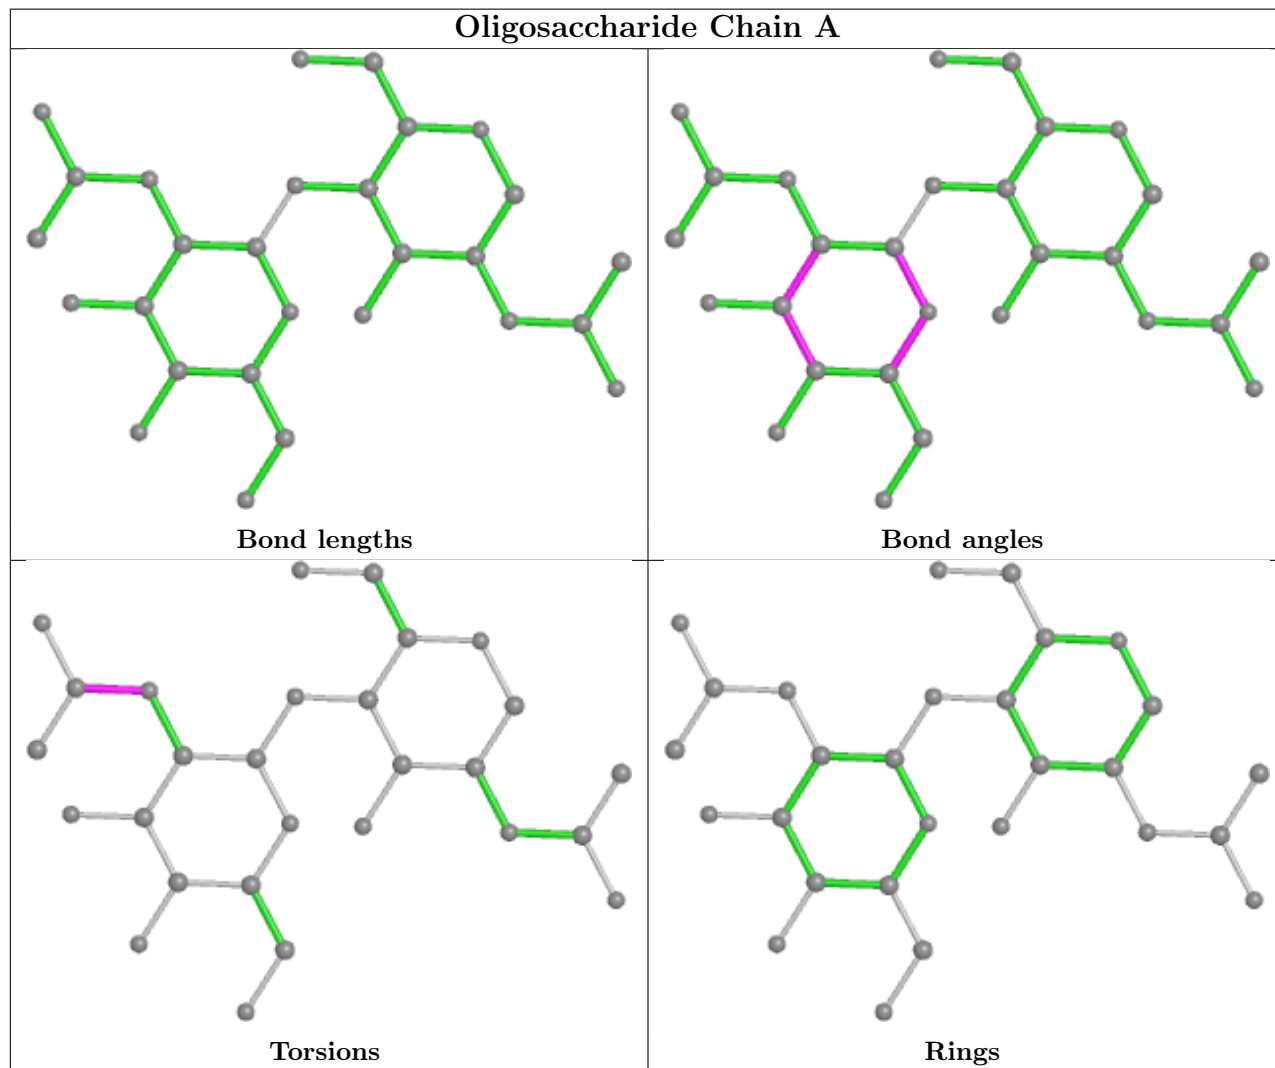 Oligosaccharide Chain A
Bond lengths
Bond angles
Torsions
Rings